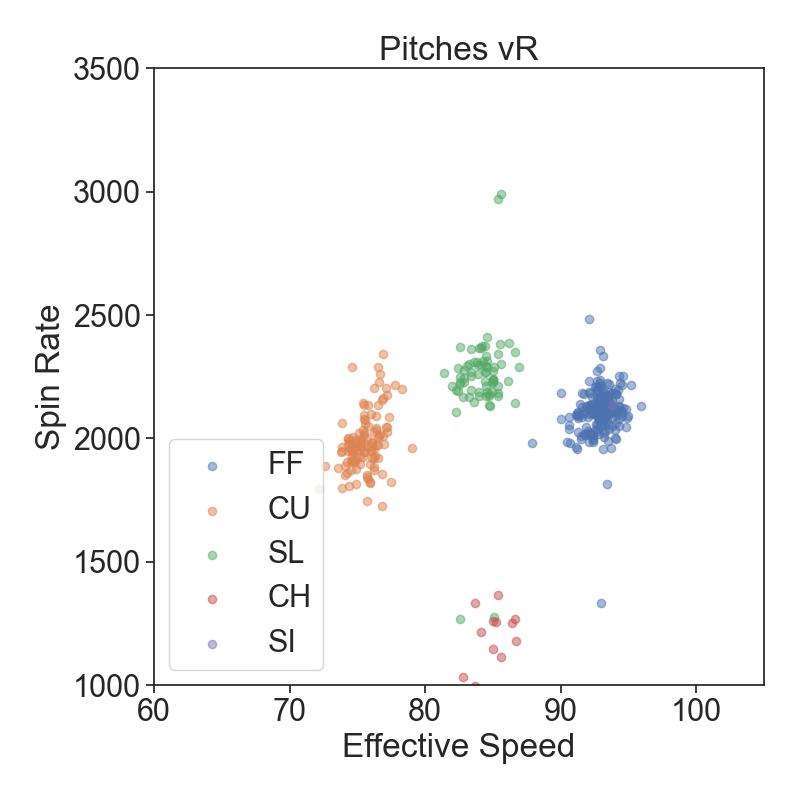 Pitches vR
3500
3000
2500
2000
1500
1000
Spin Rate
FF
CU
SL
CH
SI
60 70 80 90 100
Effective Speed